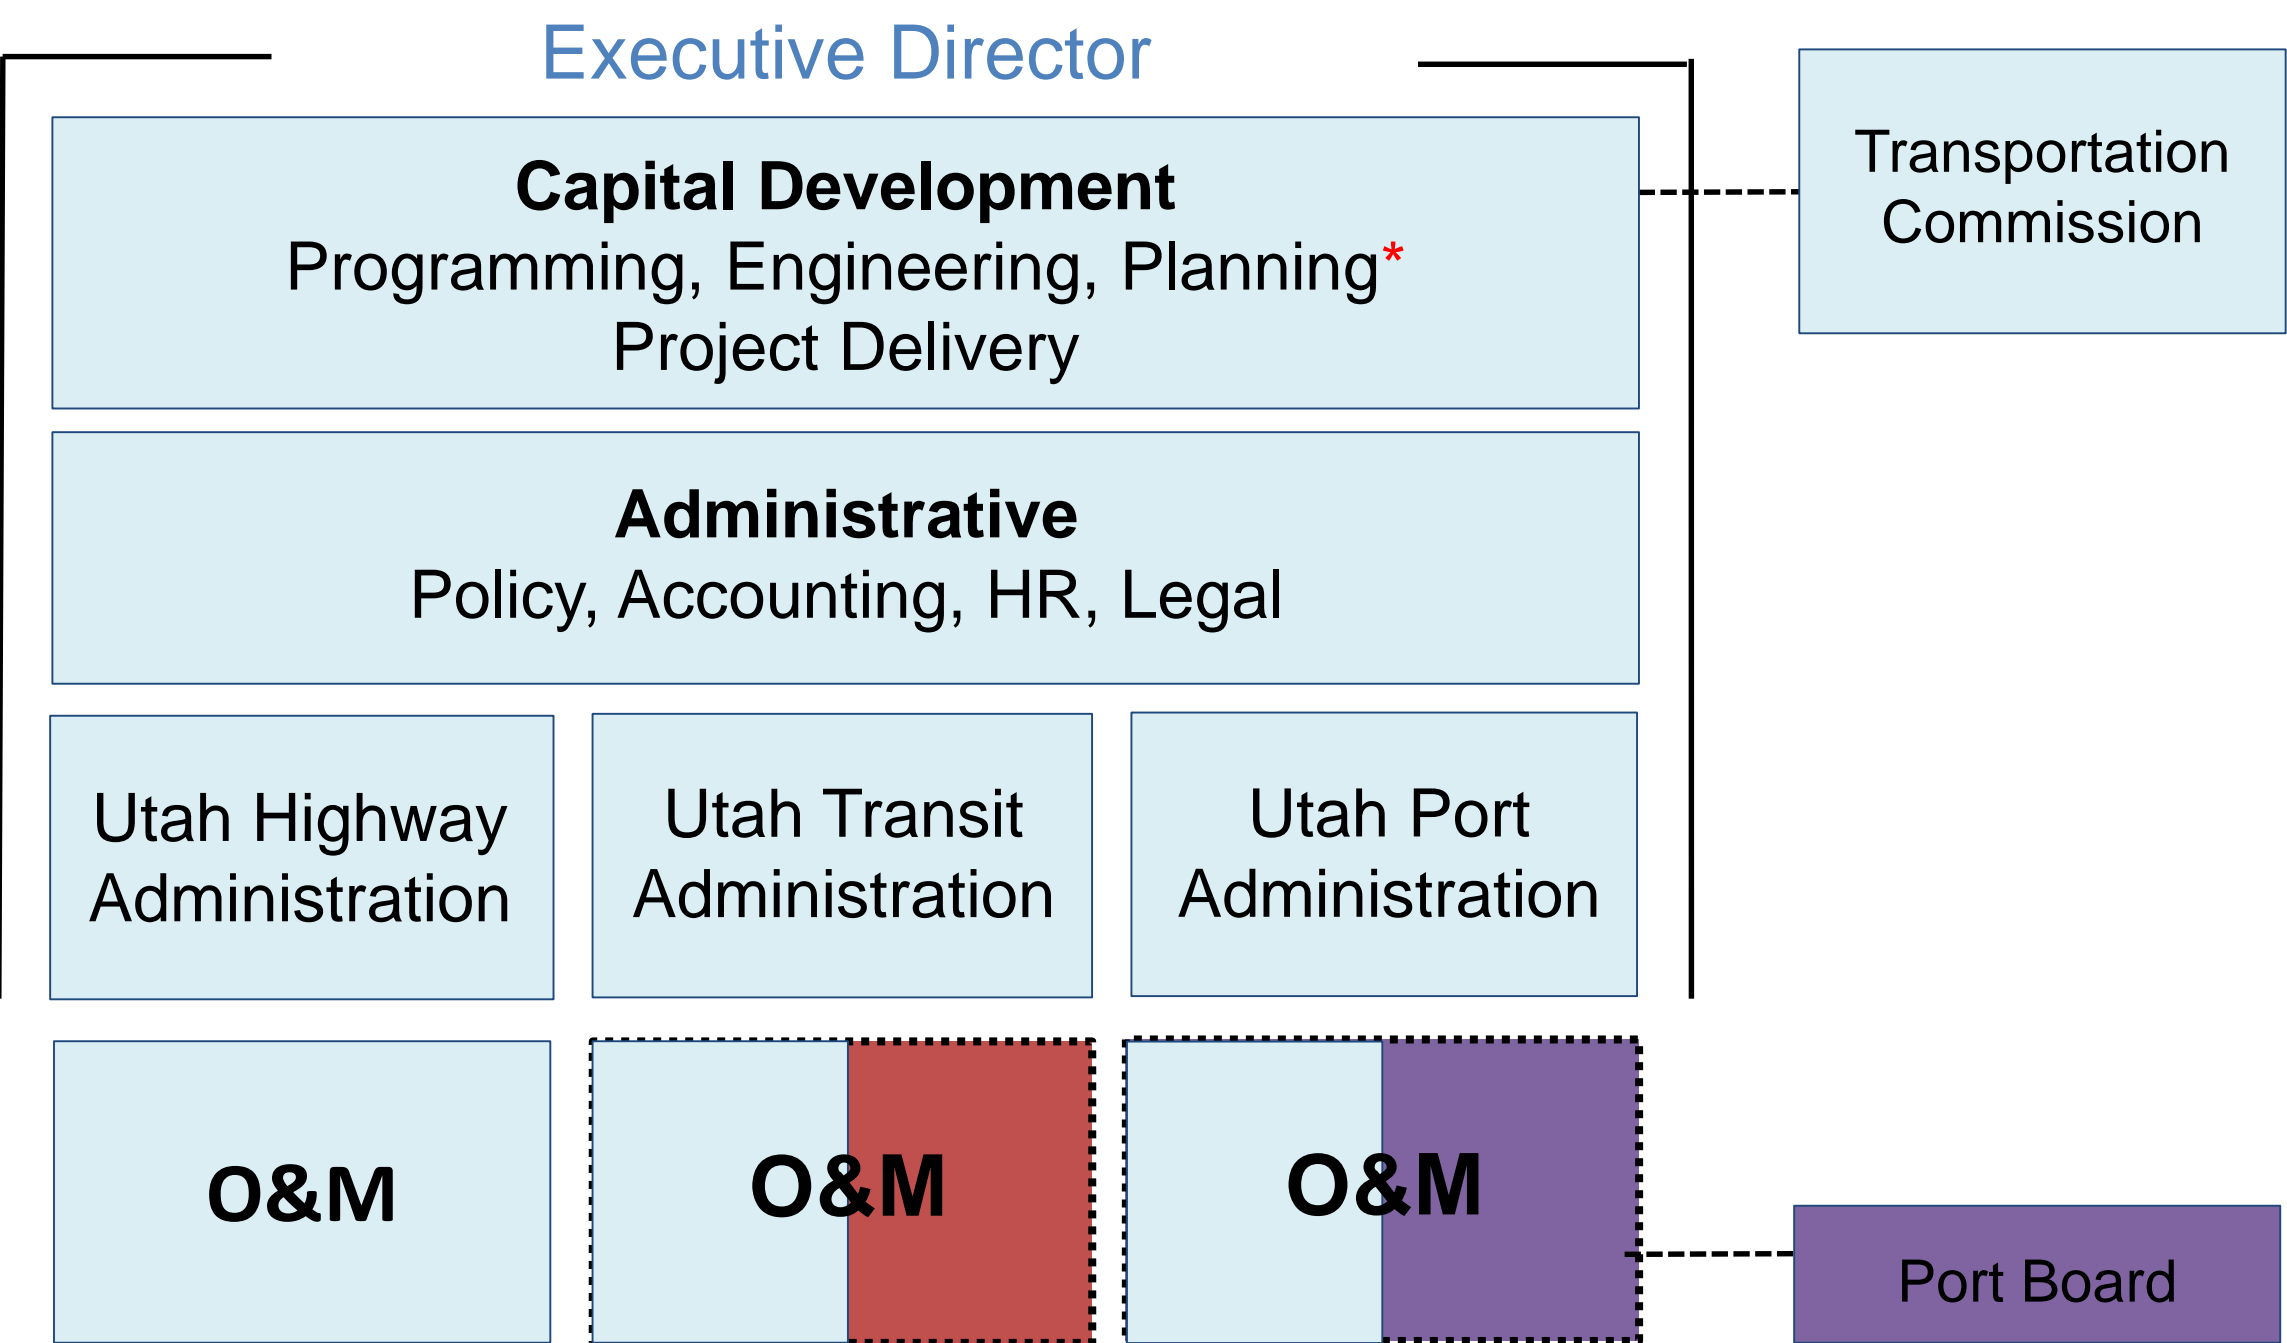 Executive Director
Transportation
Commission
Capital Development
Programming, Engineering, Planning*
Project Delivery
Administrative
Policy, Accounting, HR, Legal
Utah Highway
Administration
Utah Transit
Administration
Utah Port
Administration
O&M
O&M
O&M
Port Board